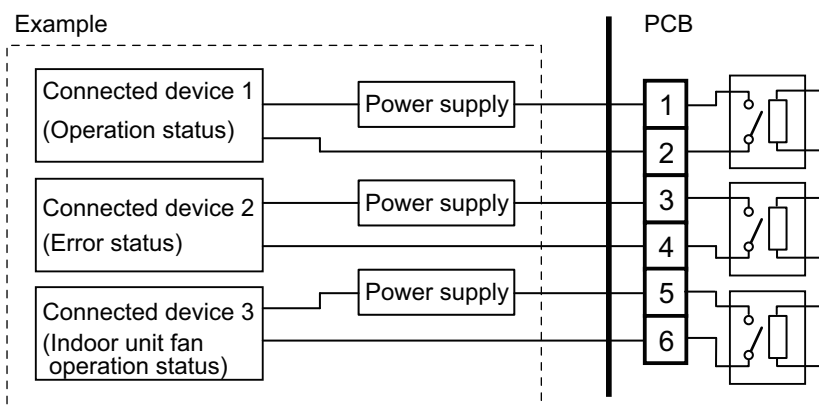 Example
PCB
Connected device 1
(Operation status)
Power supply
1
2
Connected device 2
(Error status)
Power supply
3
4
Connected device 3
(Indoor unit fan
operation status)
Power supply
5
6